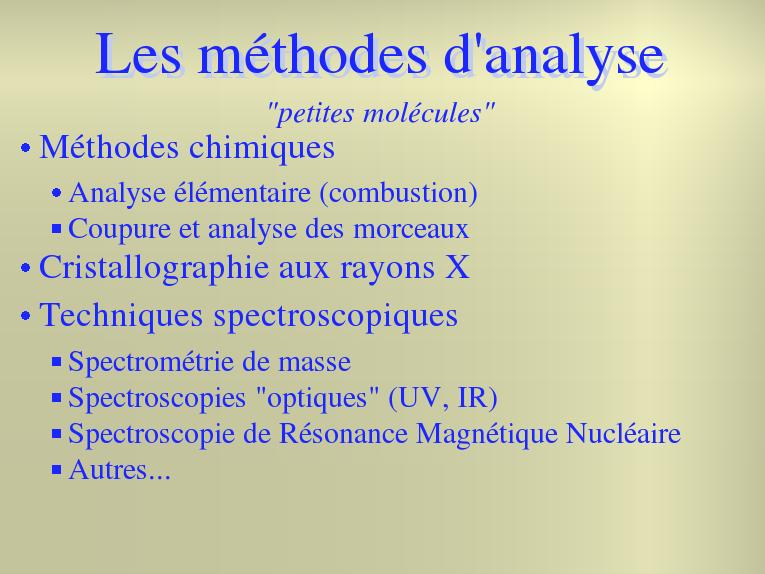 Les méthodes d'analyse
"petites molécules"
• Méthodes chimiques
• Analyse élémentaire (combustion)
▪ Coupure et analyse des morceaux
• Cristallographie aux rayons X
• Techniques spectroscopiques
▪ Spectrométrie de masse
▪ Spectroscopies "optiques" (UV, IR)
▪ Spectroscopie de Résonance Magnétique Nucléaire
▪ Autres...